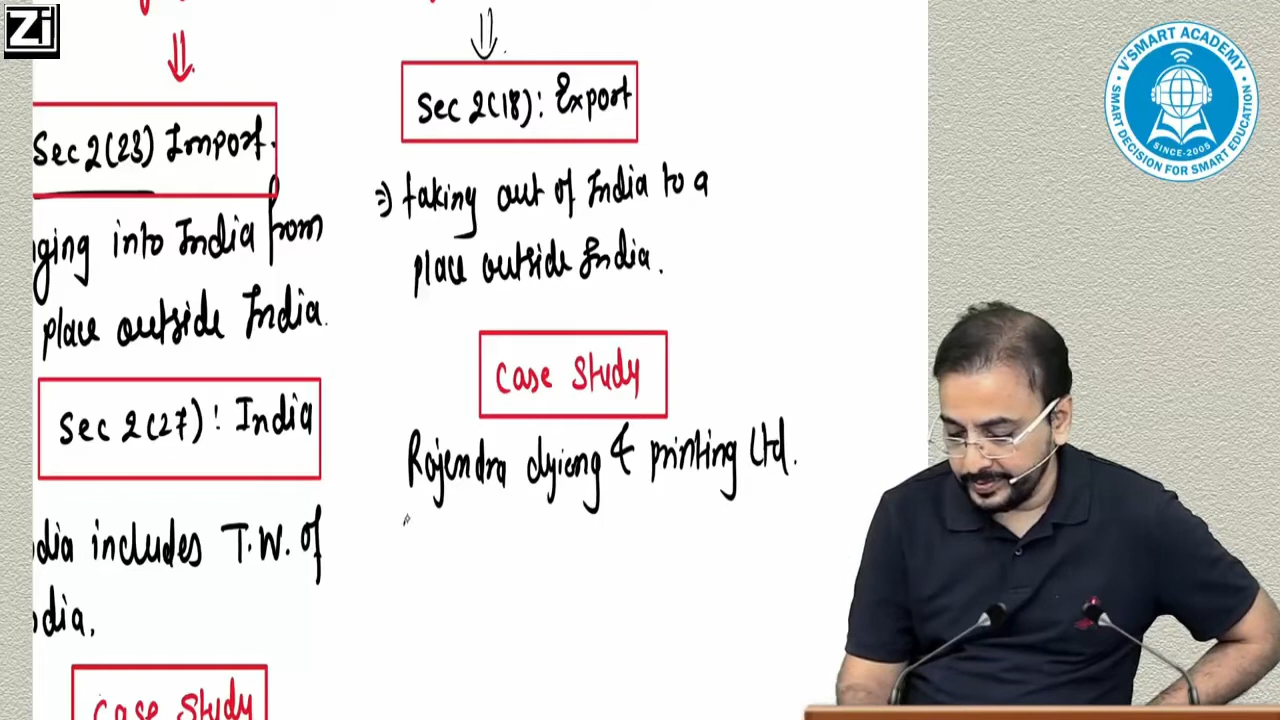 Zi
Sec 2(23) Import.
ging into India from
place outside India.
Sec 2(27): India
dia includes T.W. of
dia.
Case Study
Sec 2(18): Export
⇒ taking out of India to a
place outside India.
Case Study
Rajendra dyieng & printing Ltd.
V'SMART ACADEMY
SINCE-2005
SMART DECISION FOR SMART EDUCATION